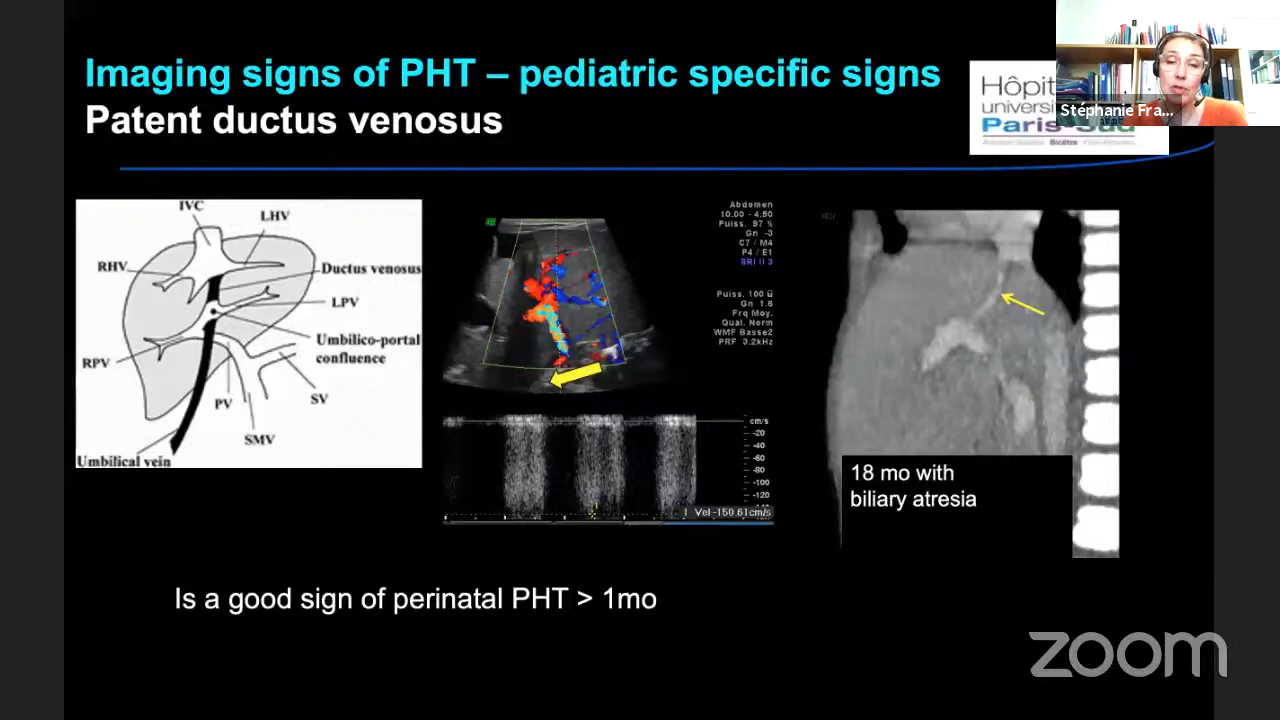 Imaging signs of PHT – pediatric specific signs
Patent ductus venosus
Hôpit
universi
Paris-Sud
Bicêtre
Stéphanie Fra...
IVC
LHV
RHV
Ductus venosus
LPV
Umbilico-portal
confluence
RPV
PV
SV
SMV
Umbilical vein
Abdomen
10.00 - 4.50
Puiss. 97 %
Gn -3
C7 / M4
P4 / E1
SRI II 3
Puiss. 100
Gn 1.6
Frq Moy.
Qual. Norm
WMF Basse2
PRF 3.2kHz
cm/s
-20
-40
-60
-80
-100
-120
1 Vel -150.61cm/s
18 mo with
biliary atresia
Is a good sign of perinatal PHT > 1mo
zoom